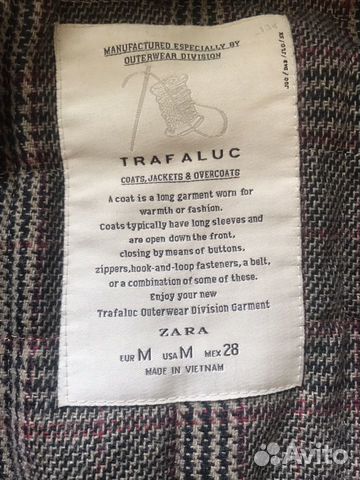 MANUFACTURED ESPECIALLY BY
OUTERWEAR DIVISION
TRAFALUC
COATS, JACKETS & OVERCOATS
A coat is a long garment worn for
warmth or fashion.
Coats typically have long sleeves and
are open down the front,
closing by means of buttons,
zippers, hook-and-loop fasteners, a belt,
or a combination of some of these.
Enjoy your new
Trafaluc Outerwear Division Garment
ZARA
EUR M USA M MEX 28
MADE IN VIETNAM
Avito